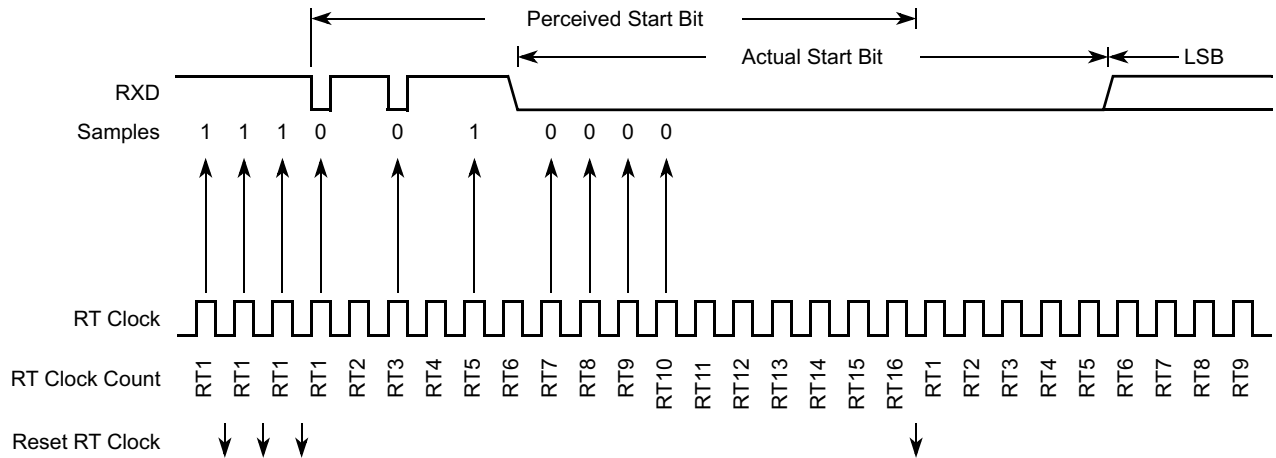 Perceived Start Bit
Actual Start Bit LSB
RXD
Samples 1 1 1 0 0 1 0 0 0 0
RT Clock
RT Clock Count RT1 RT1 RT1 RT1 RT2 RT3 RT4 RT5 RT6 RT7 RT8 RT9 RT10 RT11 RT12 RT13 RT14 RT15 RT16 RT1 RT2 RT3 RT4 RT5 RT6 RT7 RT8 RT9
Reset RT Clock